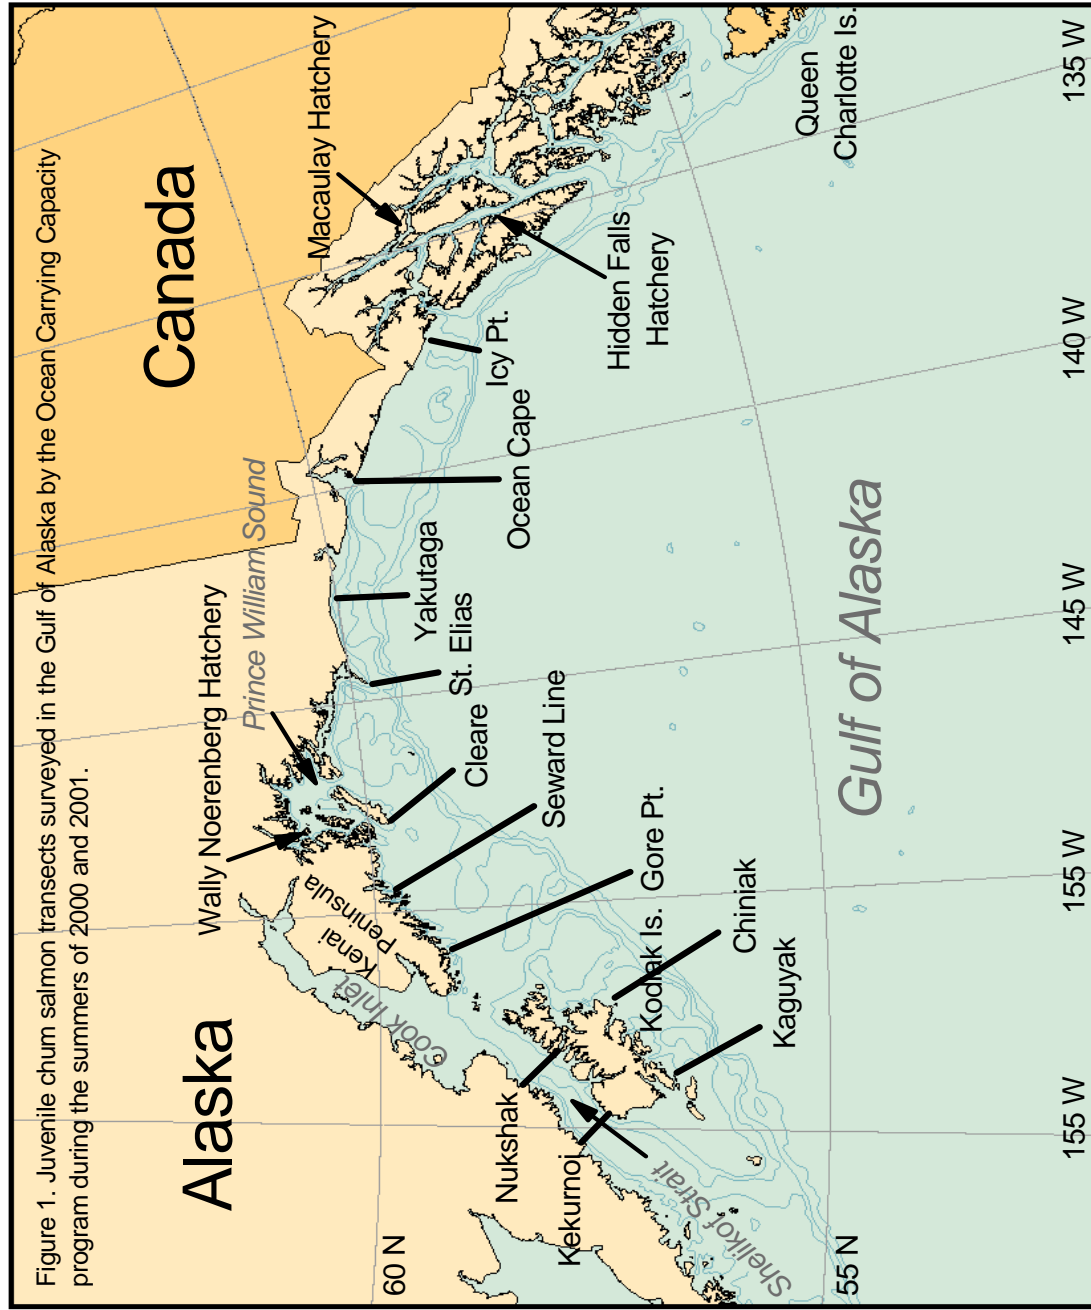 Figure 1. Juvenile chum salmon transects surveyed in the Gulf of Alaska by the Ocean Carrying Capacity
program during the summers of 2000 and 2001.
Alaska
Canada
Wally Noerenberg Hatchery
Prince William Sound
Macaulay Hatchery
Kenai
Peninsula
Cook Inlet
60 N
Cleare
St. Elias
Yakutaga
Ocean Cape
Icy Pt.
Hidden Falls
Hatchery
Queen
Charlotte Is.
Seward Line
Gore Pt.
Kodiak Is.
Nukshak
Kekurnoi
Shelikof Strait
Chiniak
Kaguyak
Gulf of Alaska
55 N
155 W
155 W
145 W
140 W
135 W